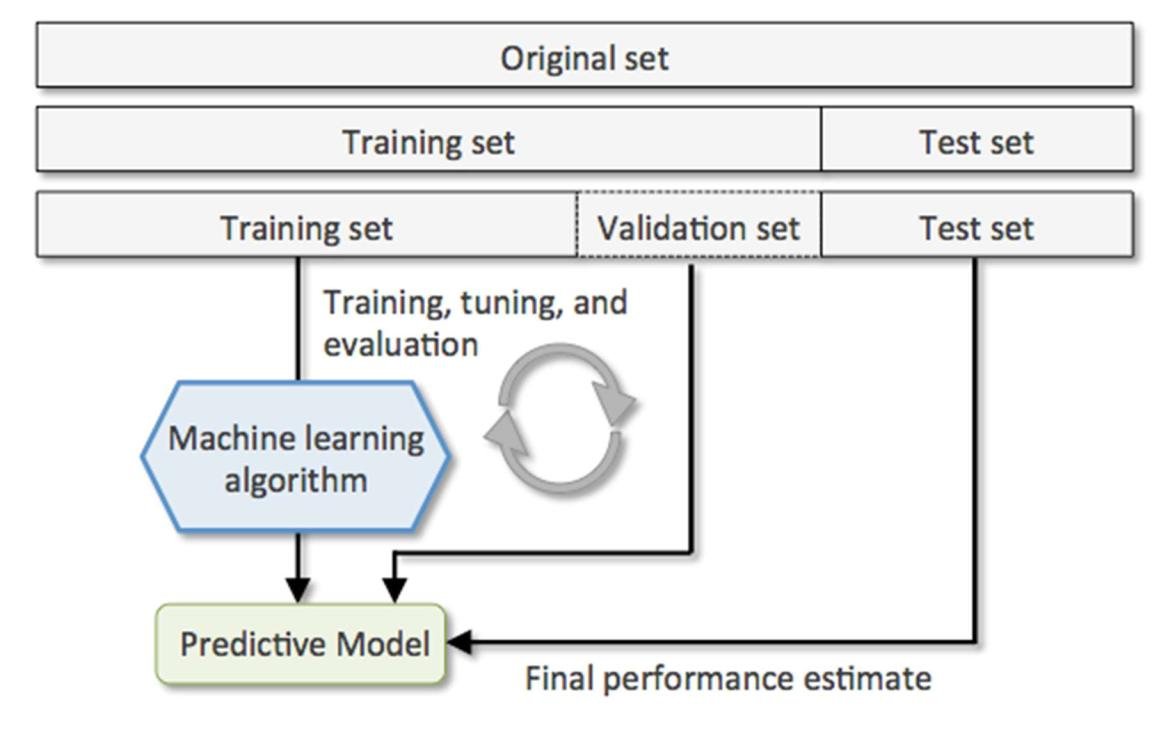 Original set
Training set
Test set
Training set
Validation set
Test set
Training, tuning, and
evaluation
Machine learning
algorithm
Predictive Model
Final performance estimate